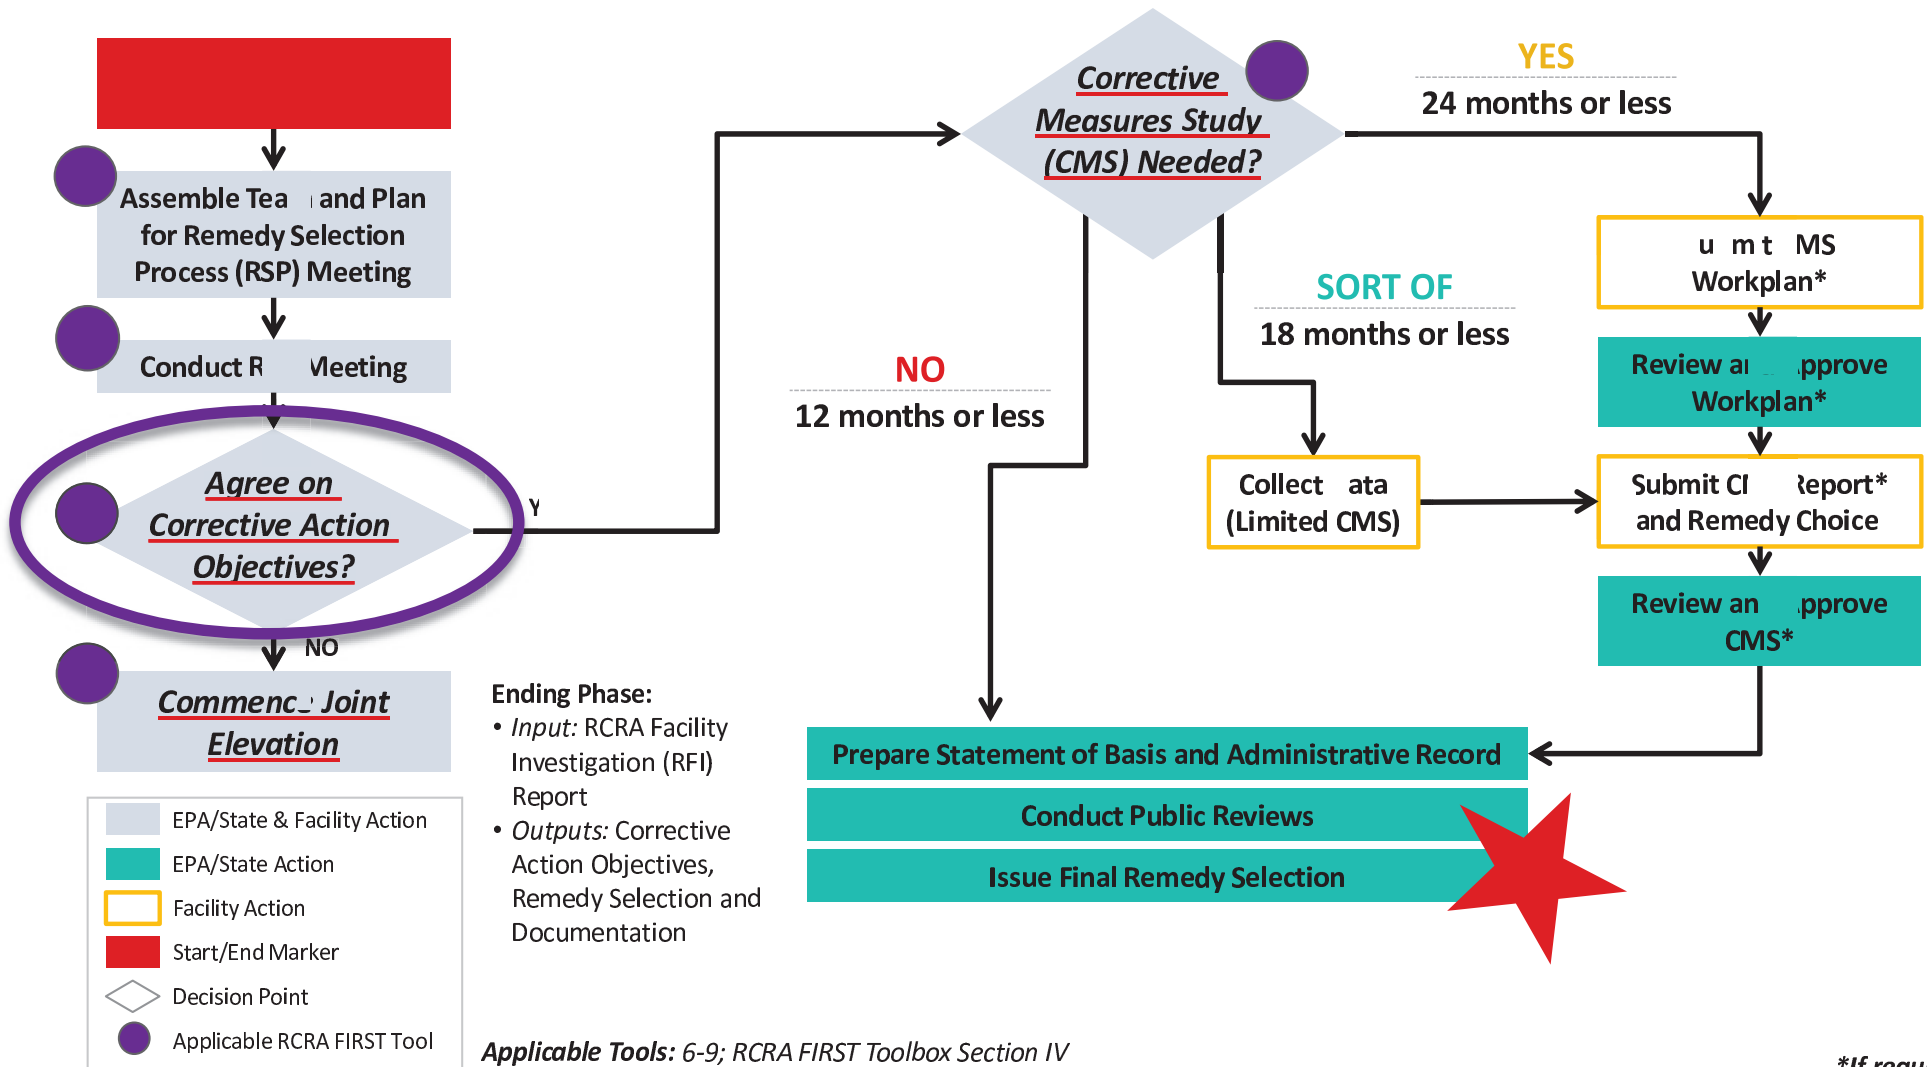 Assemble Tea and Plan
for Remedy Selection
Process (RSP) Meeting
Conduct R Meeting
Agree on
Corrective Action
Objectives?
Y
NO
Commenc Joint
Elevation
EPA/State & Facility Action
EPA/State Action
Facility Action
Start/End Marker
Decision Point
Applicable RCRA FIRST Tool
Ending Phase:
• Input: RCRA Facility
Investigation (RFI)
Report
• Outputs: Corrective
Action Objectives,
Remedy Selection and
Documentation
Applicable Tools: 6-9; RCRA FIRST Toolbox Section IV
Corrective
Measures Study
(CMS) Needed?
NO
12 months or less
SORT OF
18 months or less
YES
24 months or less
Collect ata
(Limited CMS)
u m t MS
Workplan*
Review a pprove
Workplan*
Submit C Report*
and Remedy Choice
Review an pprove
CMS*
Prepare Statement of Basis and Administrative Record
Conduct Public Reviews
Issue Final Remedy Selection
*If requ